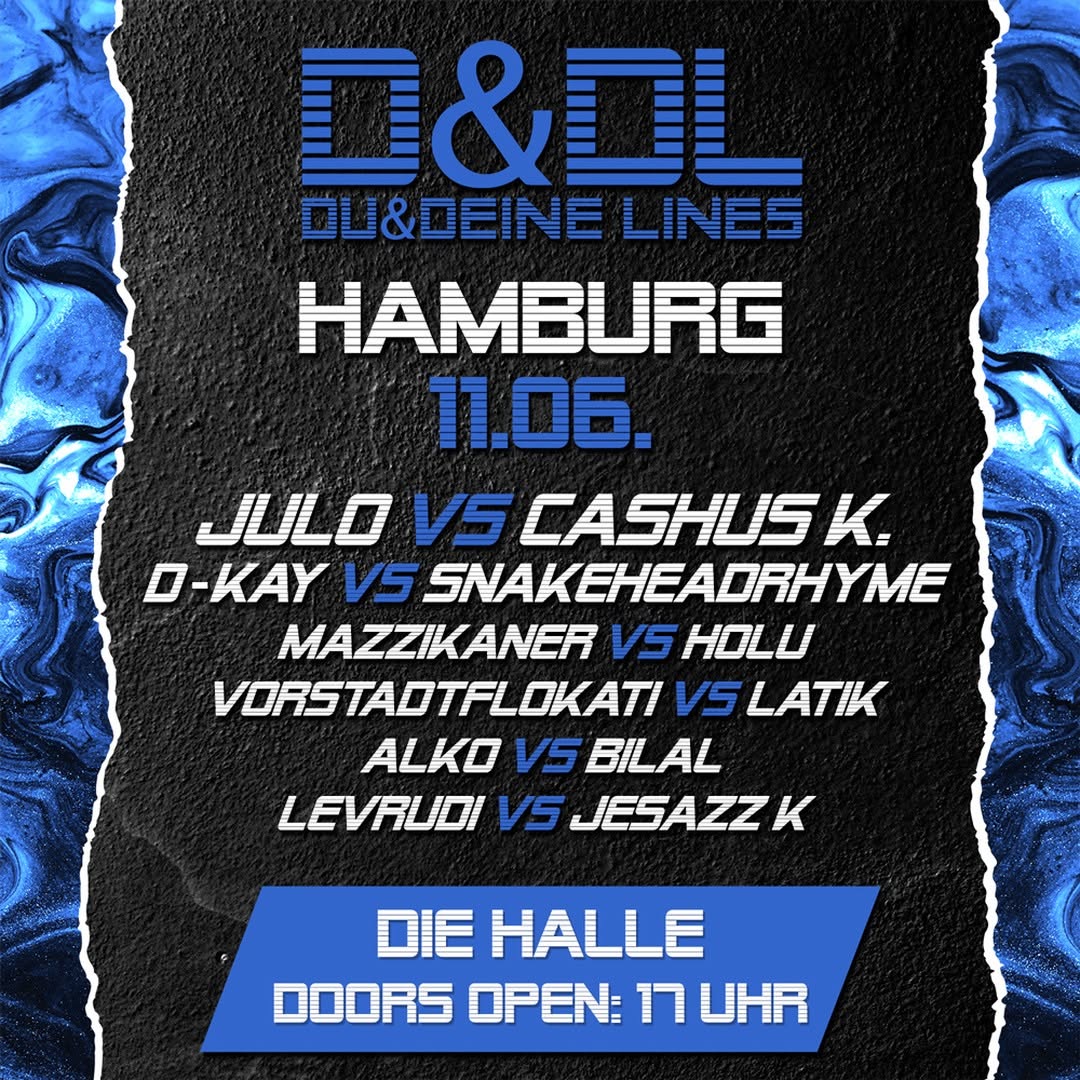 D&DL
DU&DEINE LINES
HAMBURG
11.06.
JULO VS CASHUS K.
D-KAY VS SNAKEHEADRHYME
MAZZIKANER VS HOLU
VORSTADTFLOKATI VS LATIK
ALKO VS BILAL
LEVRUDI VS JESAZZ K
DIE HALLE
DOORS OPEN: 17 UHR